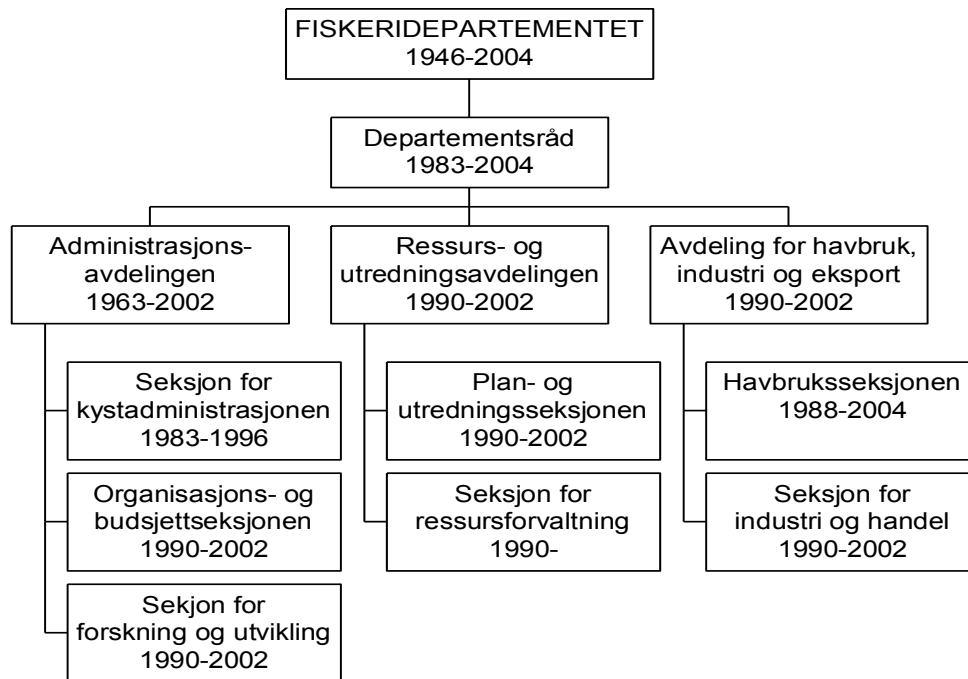 FISKERIDEPARTEMENTET
1946-2004
Departementsråd
1983-2004
Administrasjons-
avdelingen
1963-2002
Seksjon for
kystadministrasjonen
1983-1996
Organisasjons- og
budsjettseksjonen
1990-2002
Sekjon for
forskning og utvikling
1990-2002
Ressurs- og
utredningsavdelingen
1990-2002
Plan- og
utredningsseksjonen
1990-2002
Seksjon for
ressursforvaltning
1990-
Avdeling for havbruk,
industri og eksport
1990-2002
Havbruksseksjonen
1988-2004
Seksjon for
industri og handel
1990-2002